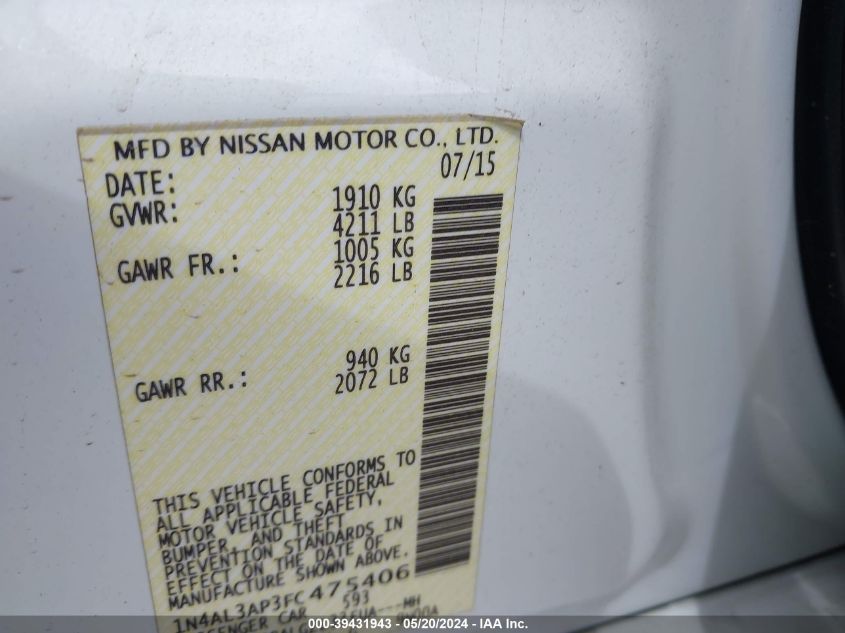 MFD BY NISSAN MOTOR CO., LTD.
DATE: 07/15
GVWR: 1910 KG
4211 LB
GAWR FR.: 1005 KG
2216 LB
GAWR RR.: 940 KG
2072 LB
THIS VEHICLE CONFORMS TO
ALL APPLICABLE FEDERAL
MOTOR VEHICLE SAFETY,
BUMPER, AND THEFT
PREVENTION STANDARDS IN
EFFECT ON THE DATE OF
MANUFACTURE SHOWN ABOVE.
1N4AL3AP3FC475406
CAR 593 MH
000-39431943 - 05/20/2024 - IAA Inc.